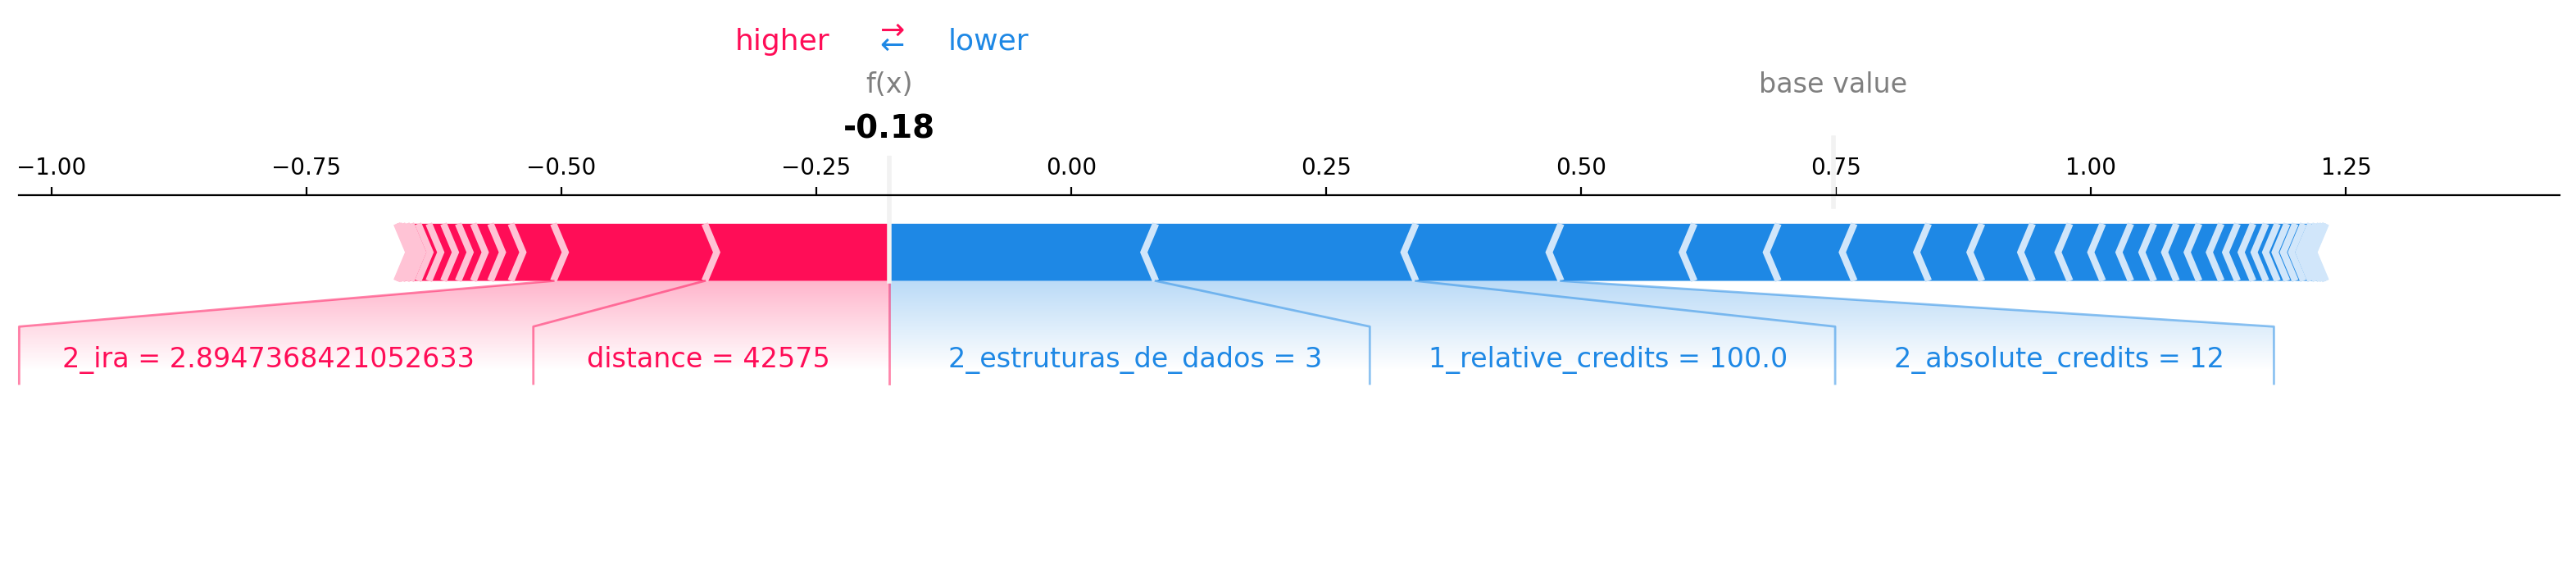 higher ⇄ lower
f(x) base value
-0.18
−1.00 −0.75 −0.50 −0.25 0.00 0.25 0.50 0.75 1.00 1.25
2_ira = 2.8947368421052633 distance = 42575 2_estruturas_de_dados = 3 1_relative_credits = 100.0 2_absolute_credits = 12